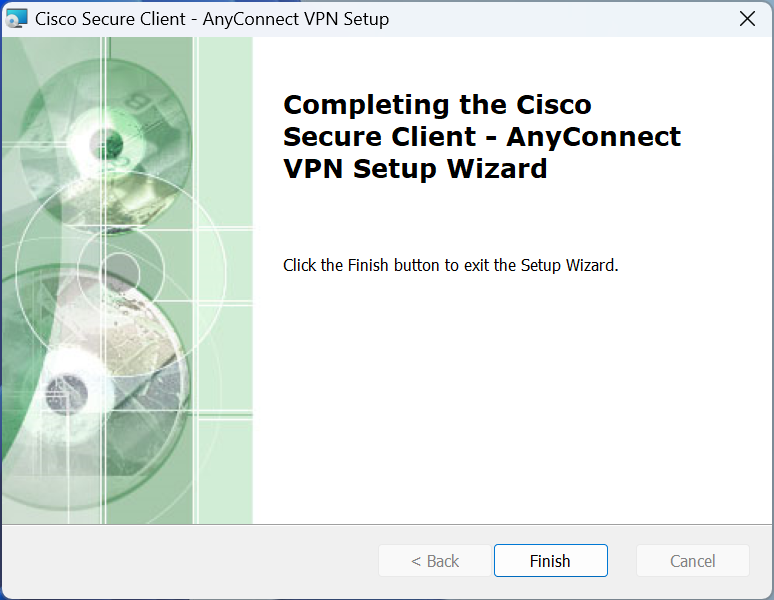 Cisco Secure Client - AnyConnect VPN Setup
Completing the Cisco
Secure Client - AnyConnect
VPN Setup Wizard
Click the Finish button to exit the Setup Wizard.
< Back
Finish
Cancel